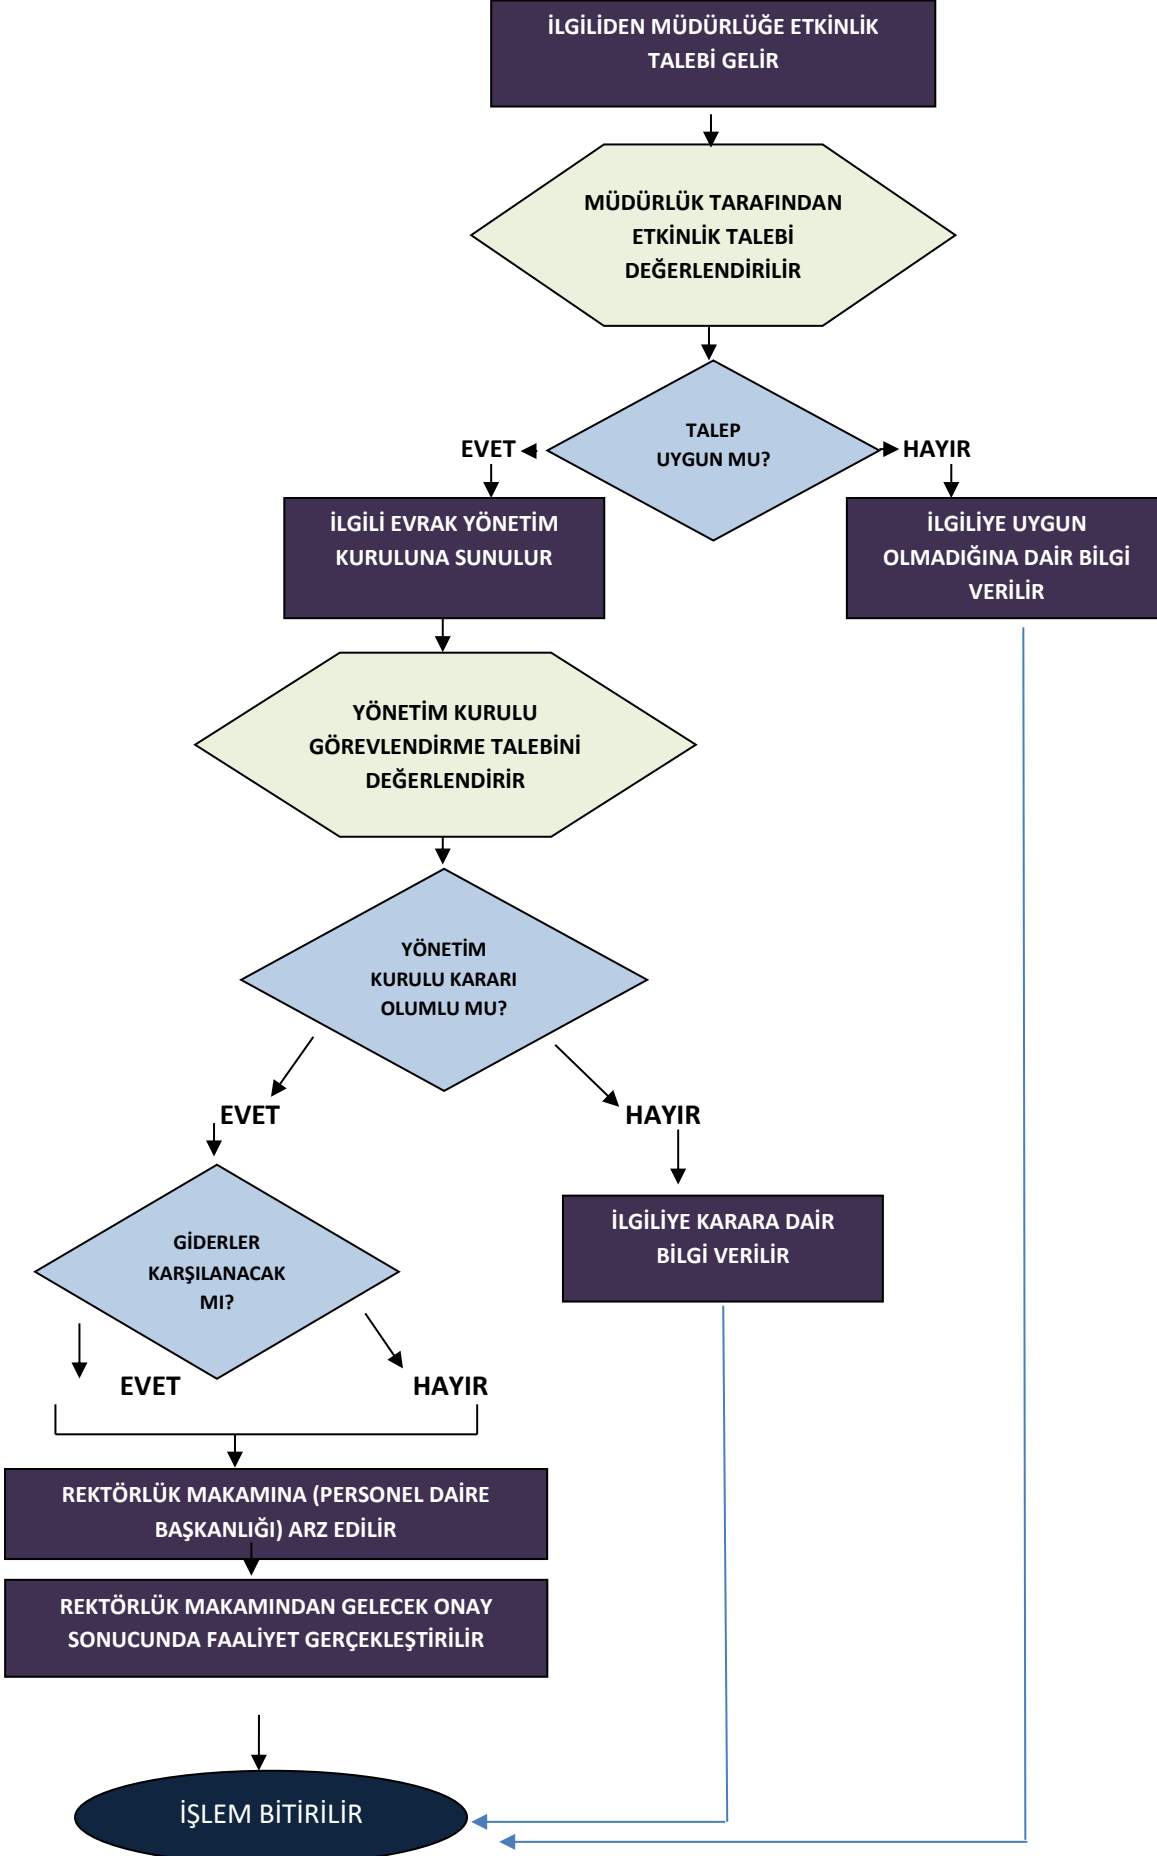 İLGİLİDEN MÜDÜRLÜĞE ETKİNLİK
TALEBİ GELİR
MÜDÜRLÜK TARAFINDAN
ETKİNLİK TALEBİ
DEĞERLENDİRİLİR
TALEP
UYGUN MU?
EVET
HAYIR
İLGİLİ EVRAK YÖNETİM
KURULUNA SUNULUR
İLGİLİYE UYGUN
OLMADIĞINA DAİR BİLGİ
VERİLİR
YÖNETİM KURULU
GÖREVLENDİRME TALEBİNİ
DEĞERLENDİRİR
YÖNETİM
KURULU KARARI
OLUMLU MU?
EVET
HAYIR
GİDERLER
KARŞILANACAK
MI?
İLGİLİYE KARARA DAİR
BİLGİ VERİLİR
EVET
HAYIR
REKTÖRLÜK MAKAMINA (PERSONEL DAİRE
BAŞKANLIĞI) ARZ EDİLİR
REKTÖRLÜK MAKAMINDAN GELECEK ONAY
SONUCUNDA FAALİYET GERÇEKLEŞTİRİLİR
İŞLEM BİTİRİLİR